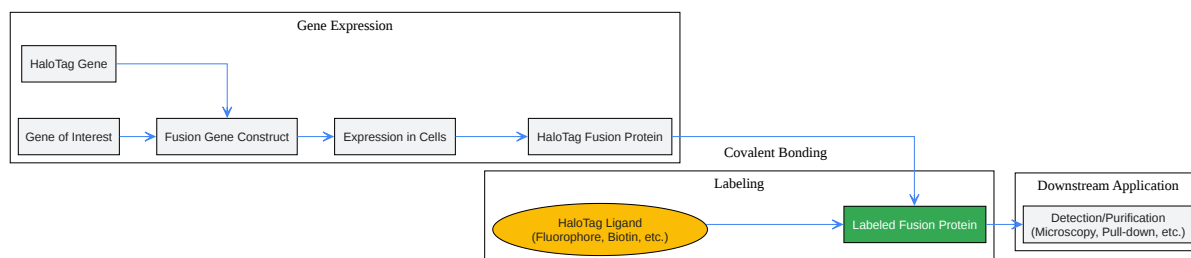 Gene Expression
HaloTag Gene
Gene of Interest
Fusion Gene Construct
Expression in Cells
HaloTag Fusion Protein
Covalent Bonding
Labeling
HaloTag Ligand
(Fluorophore, Biotin, etc.)
Labeled Fusion Protein
Downstream Application
Detection/Purification
(Microscopy, Pull-down, etc.)